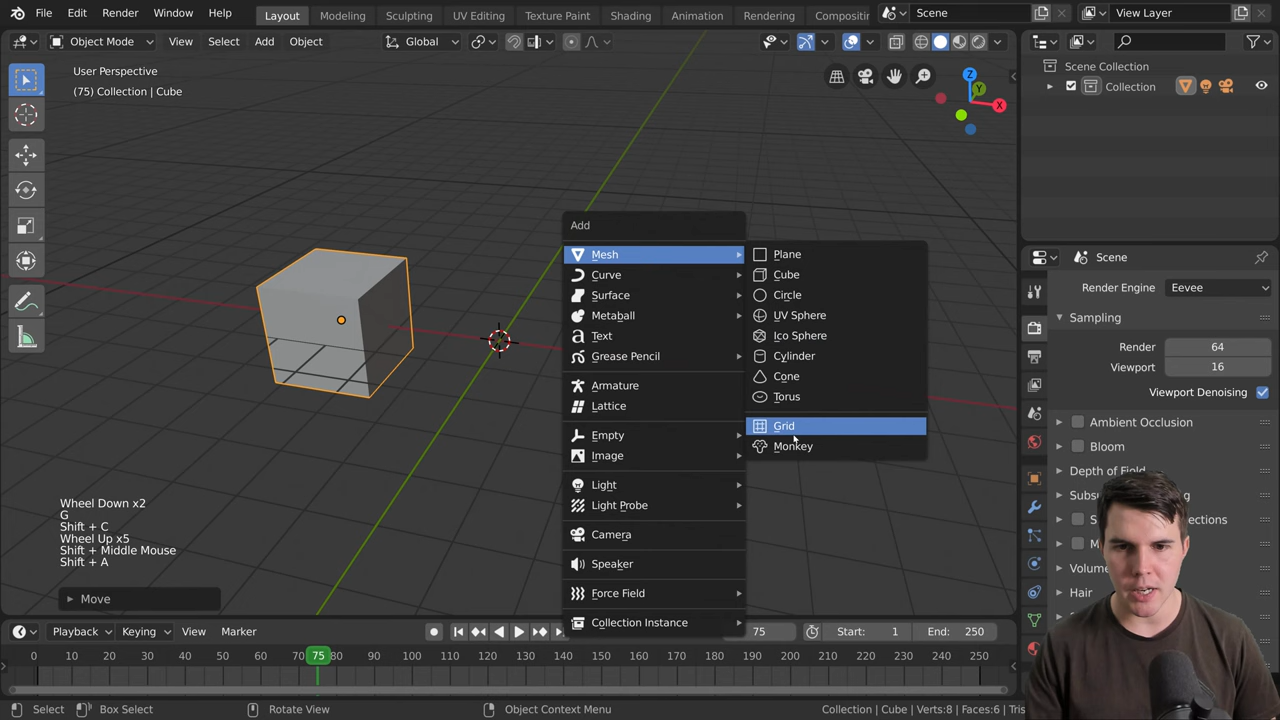 File Edit Render Window Help Layout Modeling Sculpting UV Editing Texture Paint Shading Animation Rendering Compositin Scene View Layer
Object Mode View Select Add Object Global
User Perspective
(75) Collection | Cube
Z
Y
X
Scene Collection
Collection
Add
Mesh
Curve
Surface
Metaball
Text
Grease Pencil
Armature
Lattice
Empty
Image
Light
Light Probe
Camera
Speaker
Force Field
Collection Instance
Plane
Cube
Circle
UV Sphere
Ico Sphere
Cylinder
Cone
Torus
Grid
Monkey
Scene
Render Engine Eevee
Sampling
Render 64
Viewport 16
Viewport Denoising
Ambient Occlusion
Bloom
Depth of Field
Volume
Hair
Wheel Down x2
G
Shift + C
Wheel Up x5
Shift + Middle Mouse
Shift + A
Move
Playback Keying View Marker 75 Start: 1 End: 250
0 10 20 30 40 50 60 70 75 80 90 100 110 120 130 140 150 160 170 180 190 200 210 220 230 240 250
Select Box Select Rotate View Object Context Menu Collection | Cube | Verts:8 | Faces:6 | Tris